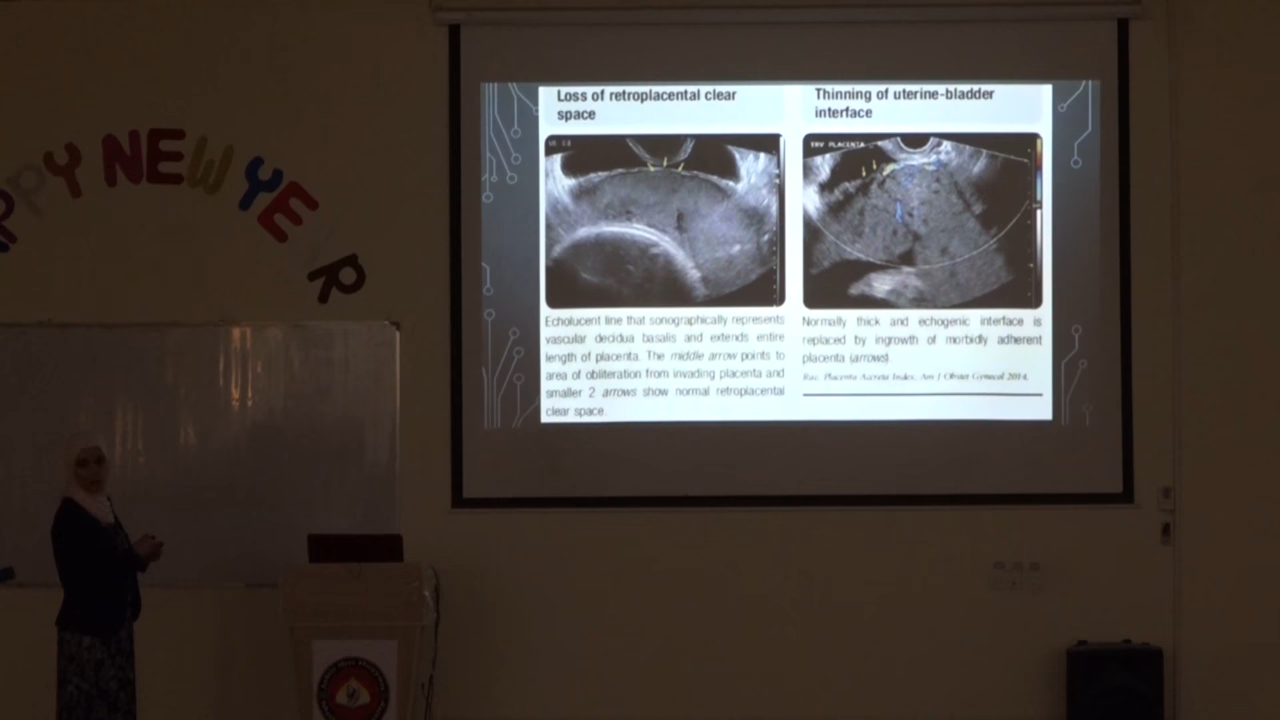 PPY NEW YE R
Loss of retroplacental clear
space
Echolucent line that sonographically represents
vascular decidua basalis and extends entire
length of placenta. The middle arrow points to
area of obliteration from invading placenta and
smaller 2 arrows show normal retroplacental
clear space.
Thinning of uterine-bladder
interface
TRV PLACENTA
Normally thick and echogenic interface is
replaced by ingrowth of morbidly adherent
placenta (arrows).
Rac. Placenta Accreta Index. Am J Obstet Gynecol 2014.